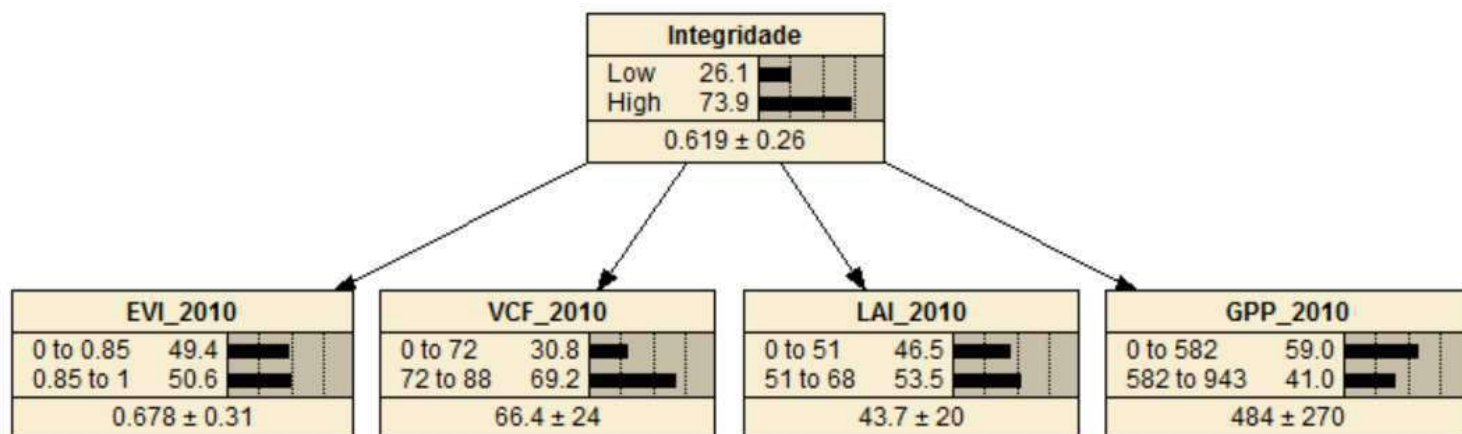 Integridade
Low 26.1
High 73.9
0.619 ± 0.26
EVI_2010
0 to 0.85 49.4
0.85 to 1 50.6
0.678 ± 0.31
VCF_2010
0 to 72 30.8
72 to 88 69.2
66.4 ± 24
LAI_2010
0 to 51 46.5
51 to 68 53.5
43.7 ± 20
GPP_2010
0 to 582 59.0
582 to 943 41.0
484 ± 270